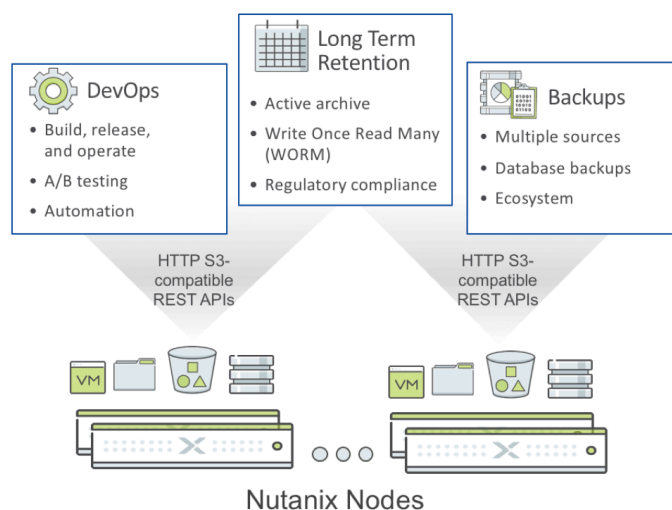 DevOps
• Build, release,
and operate
• A/B testing
• Automation
Long Term
Retention
• Active archive
• Write Once Read Many
(WORM)
• Regulatory compliance
Backups
• Multiple sources
• Database backups
• Ecosystem
HTTP S3-
compatible
REST APIs
HTTP S3-
compatible
REST APIs
VM
VM
Nutanix Nodes